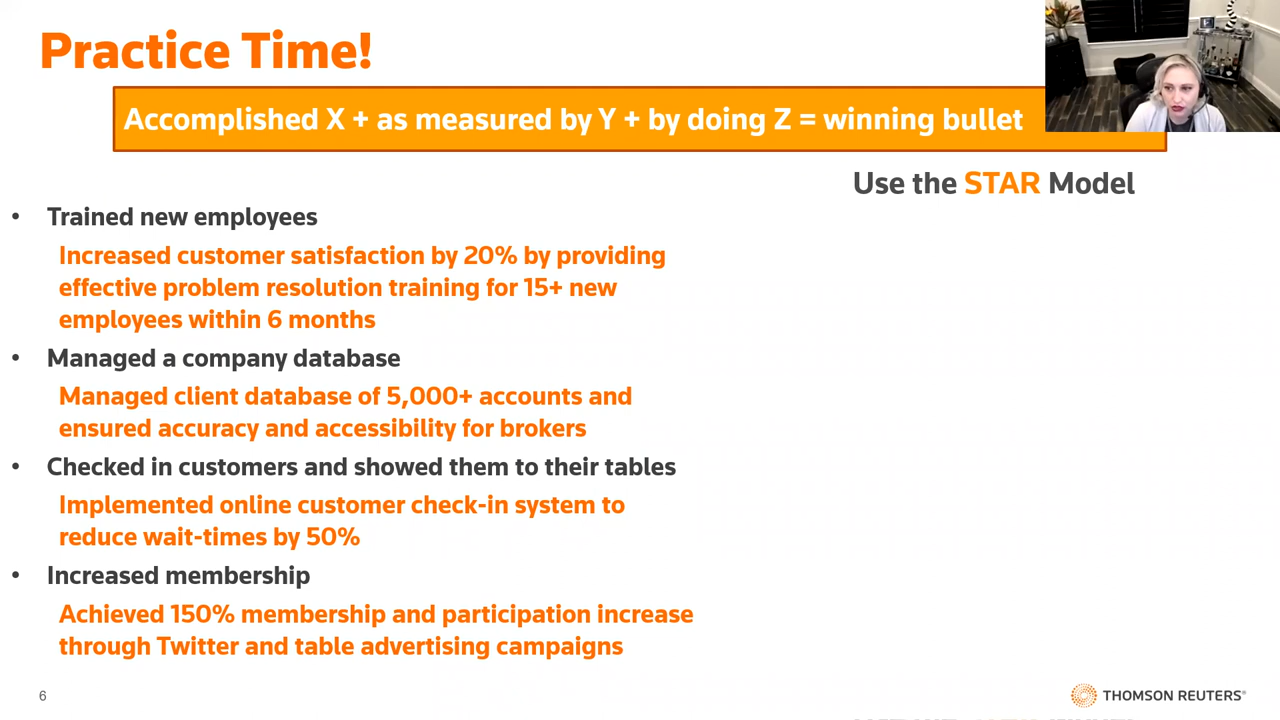 Practice Time!
Accomplished X + as measured by Y + by doing Z = winning bullet
Use the STAR Model
• Trained new employees
Increased customer satisfaction by 20% by providing
effective problem resolution training for 15+ new
employees within 6 months
• Managed a company database
Managed client database of 5,000+ accounts and
ensured accuracy and accessibility for brokers
• Checked in customers and showed them to their tables
Implemented online customer check-in system to
reduce wait-times by 50%
• Increased membership
Achieved 150% membership and participation increase
through Twitter and table advertising campaigns
6
THOMSON REUTERS®